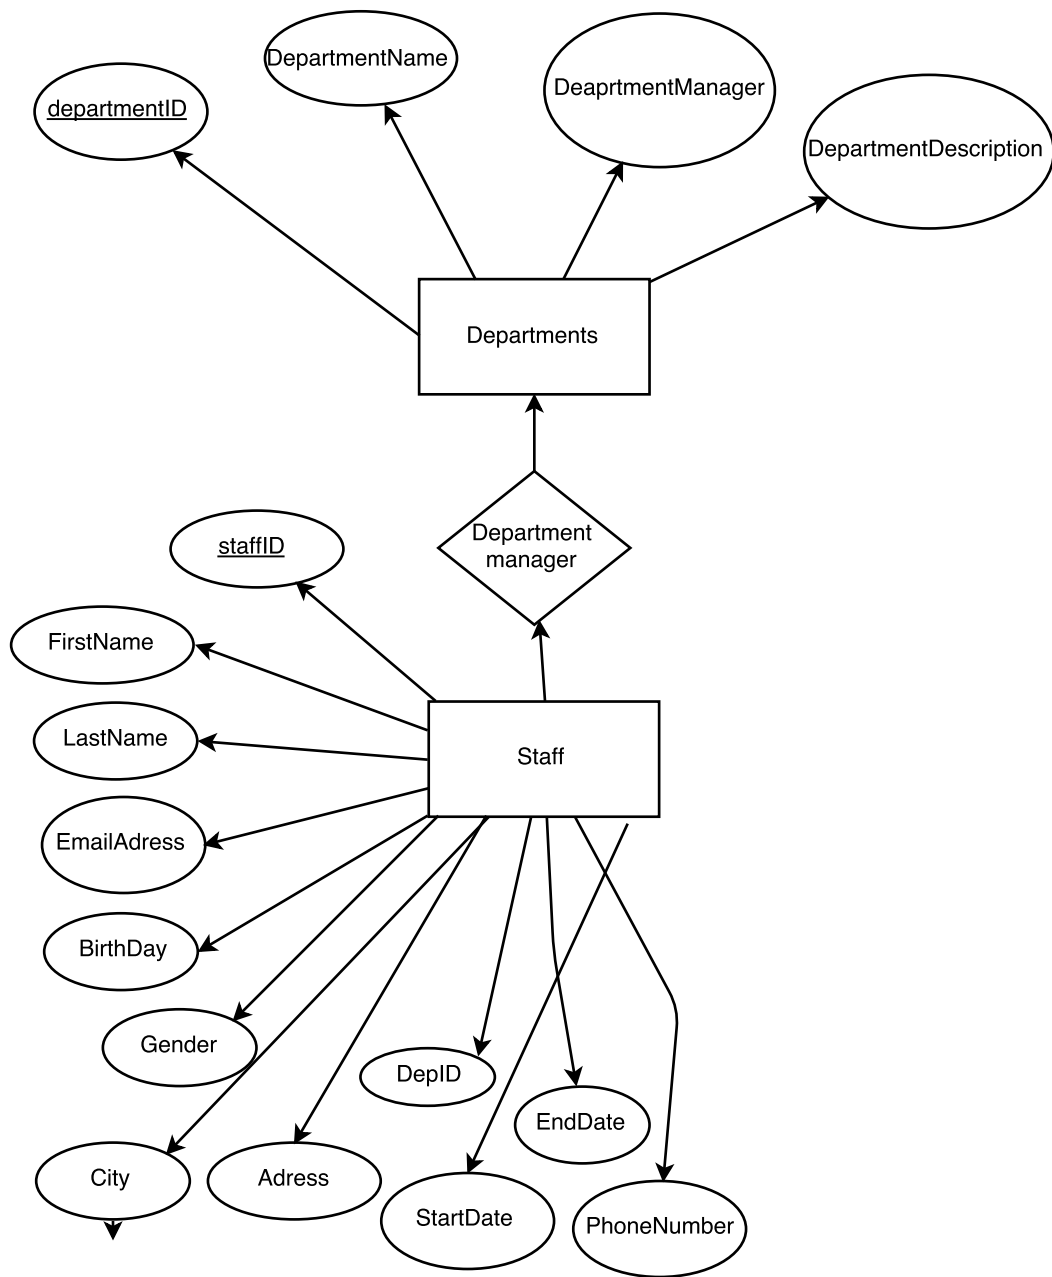 DepartmentName
DeaprtmentManager
departmentID
DepartmentDescription
Departments
Department
manager
staffID
FirstName
LastName
Staff
EmailAdress
BirthDay
Gender
DepID
EndDate
City
Adress
StartDate
PhoneNumber